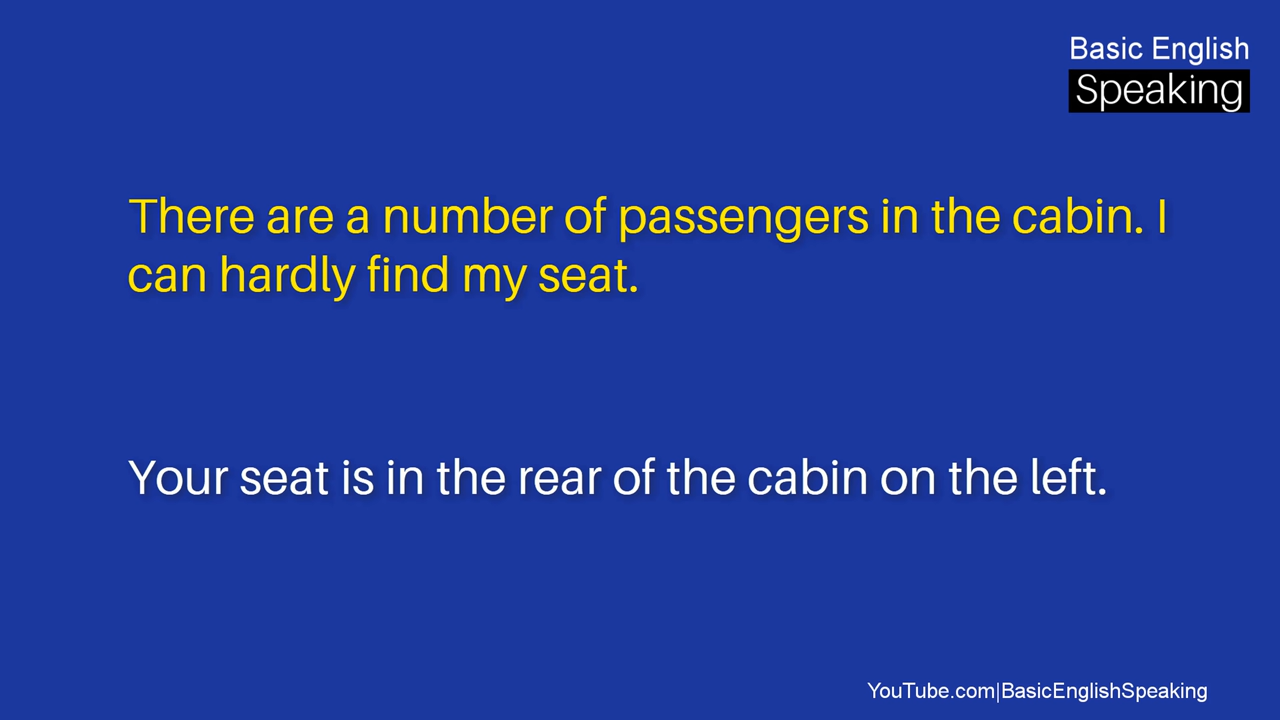 Basic English
Speaking
There are a number of passengers in the cabin. I
can hardly find my seat.
Your seat is in the rear of the cabin on the left.
YouTube.com|BasicEnglishSpeaking